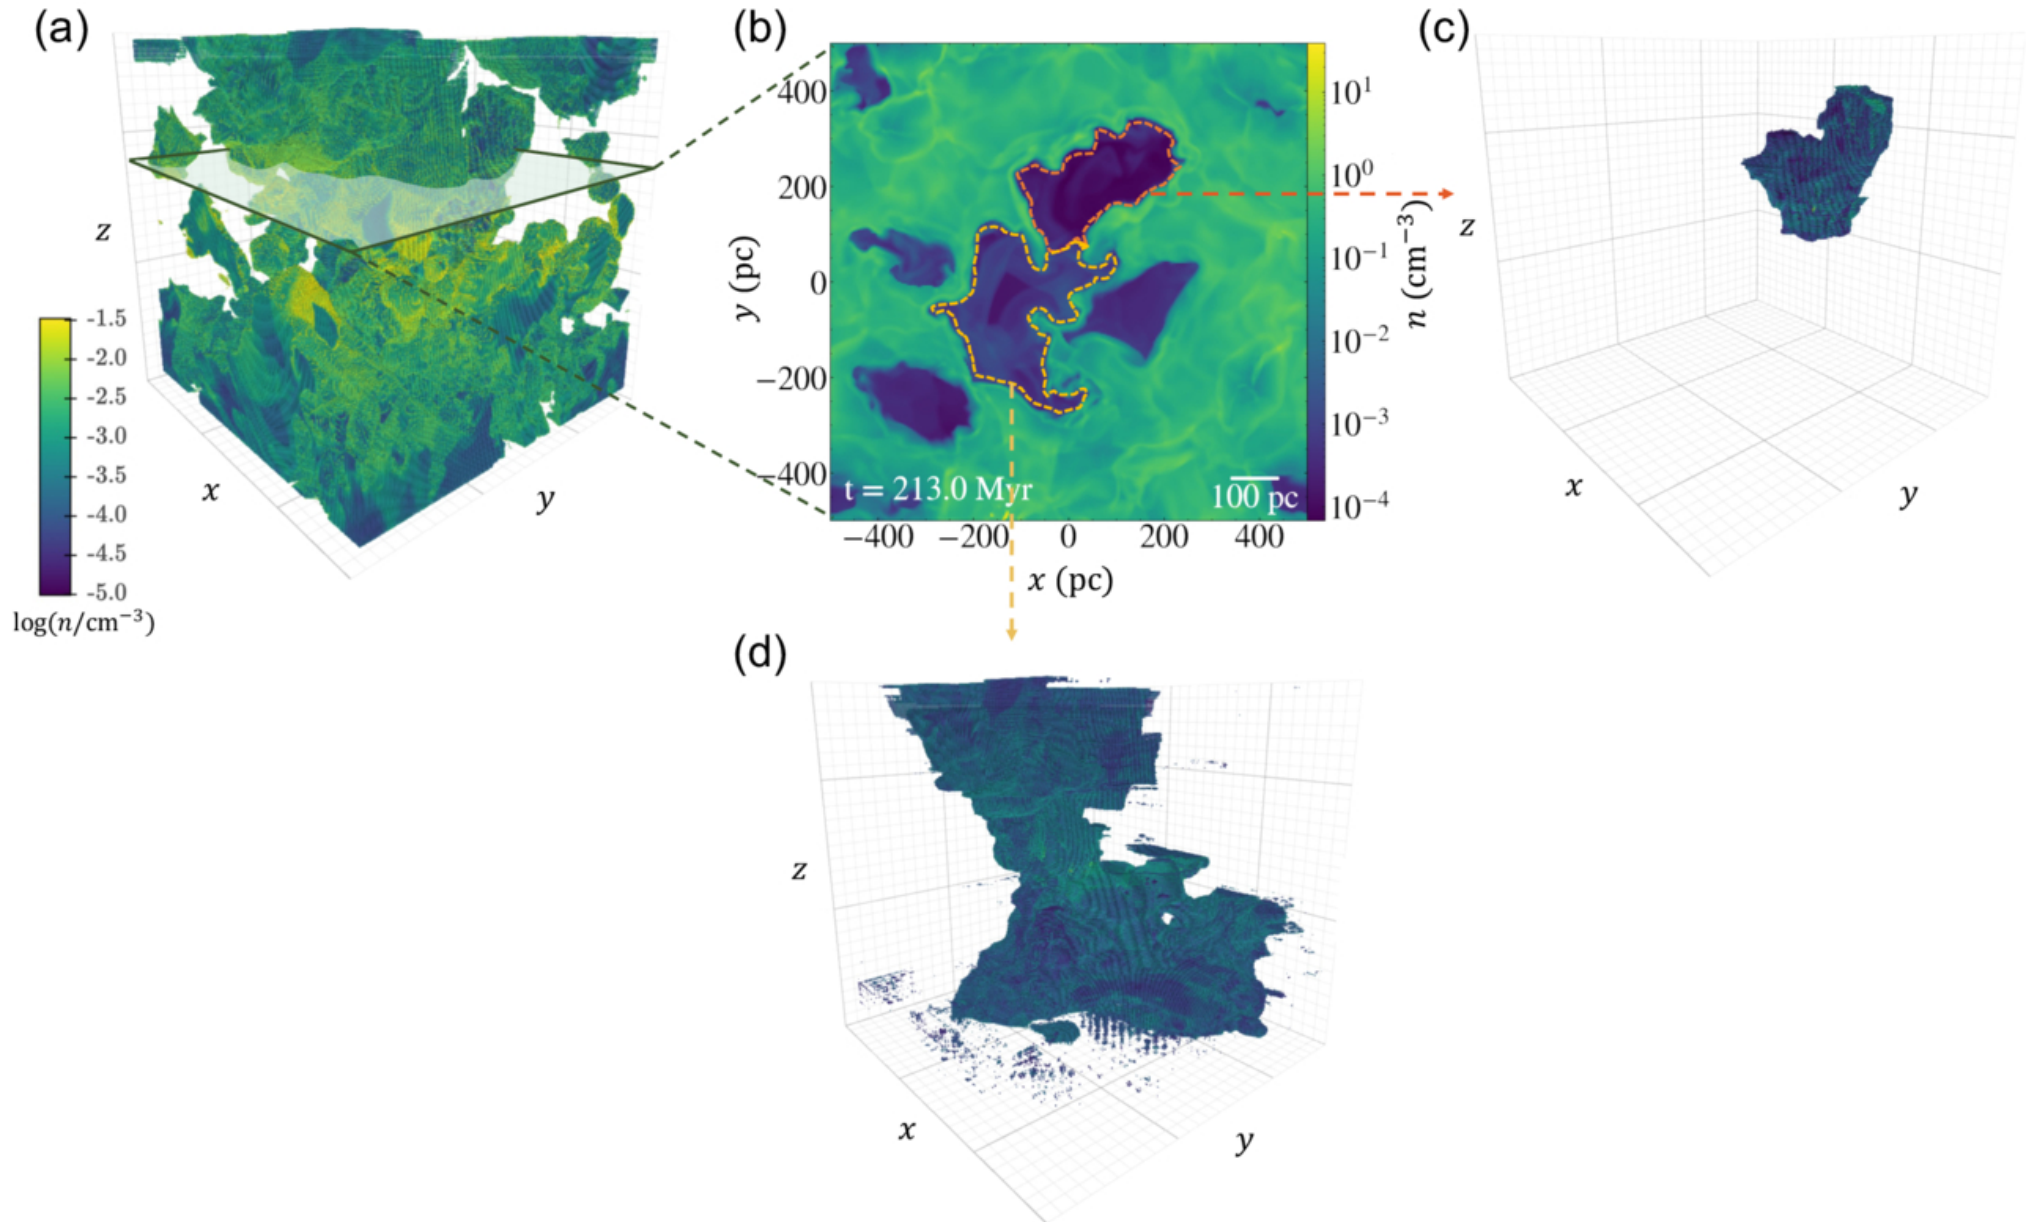 (a)
z
x
y
-1.5
-2.0
-2.5
-3.0
-3.5
-4.0
-4.5
-5.0
log(n/cm⁻³)
(b)
400
200
0
−200
−400
y (pc)
t = 213.0 Myr
100 pc
−400 −200 0 200 400
x (pc)
10¹
10⁰
10⁻¹
10⁻²
10⁻³
10⁻⁴
n (cm⁻³)
(c)
z
x
y
(d)
z
x
y